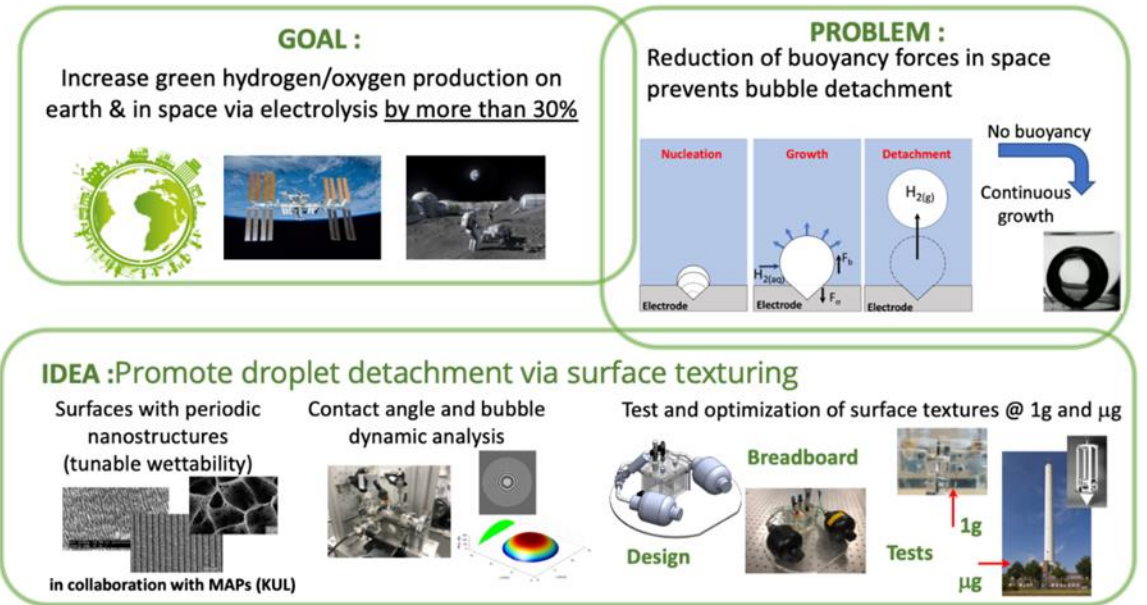 GOAL :
Increase green hydrogen/oxygen production on
earth & in space via electrolysis by more than 30%
PROBLEM :
Reduction of buoyancy forces in space
prevents bubble detachment
Nucleation
Electrode
Growth
H2(aq)
Fb
Fσ
Electrode
Detachment
H2(g)
Electrode
No buoyancy
Continuous
growth
IDEA :Promote droplet detachment via surface texturing
Surfaces with periodic
nanostructures
(tunable wettability)
in collaboration with MAPs (KUL)
Contact angle and bubble
dynamic analysis
Test and optimization of surface textures @ 1g and µg
Design
Breadboard
Tests
1g
µg